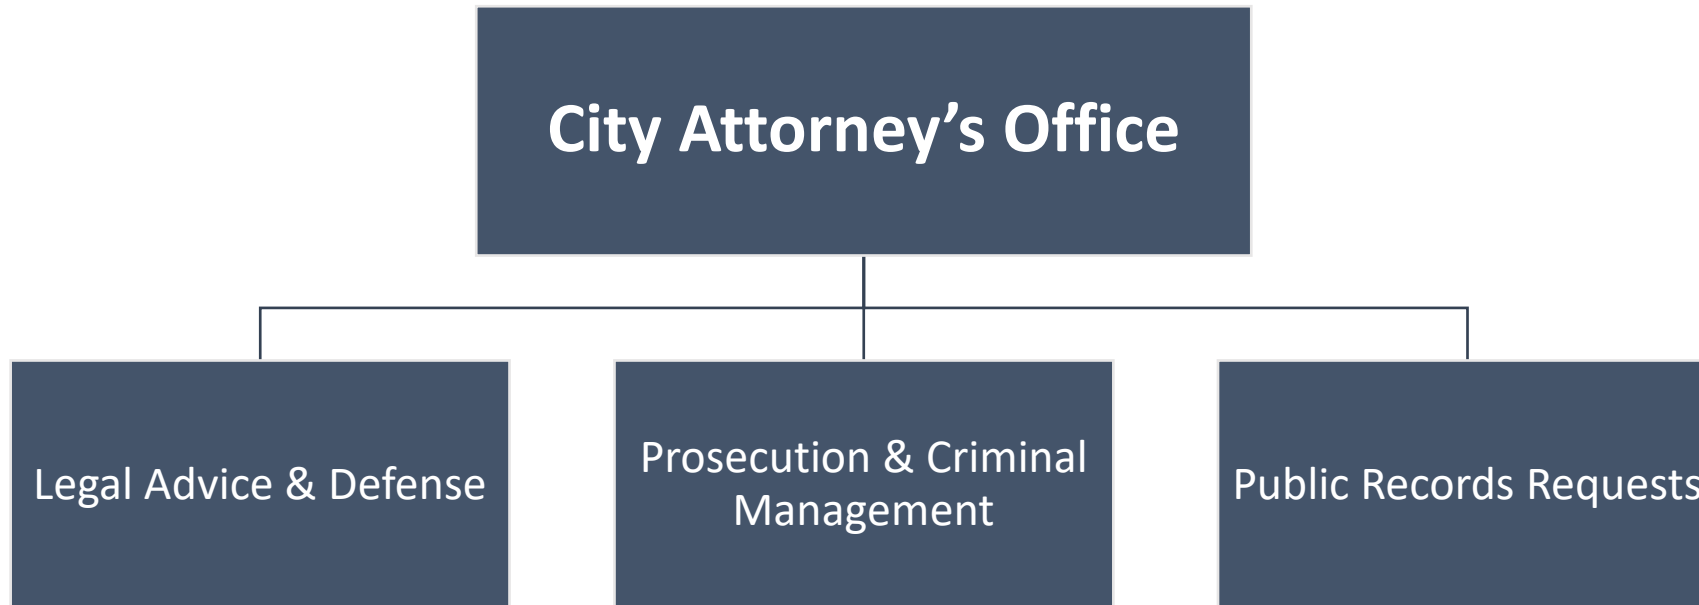 City Attorney’s Office
Legal Advice & Defense
Prosecution & Criminal
Management
Public Records Requests